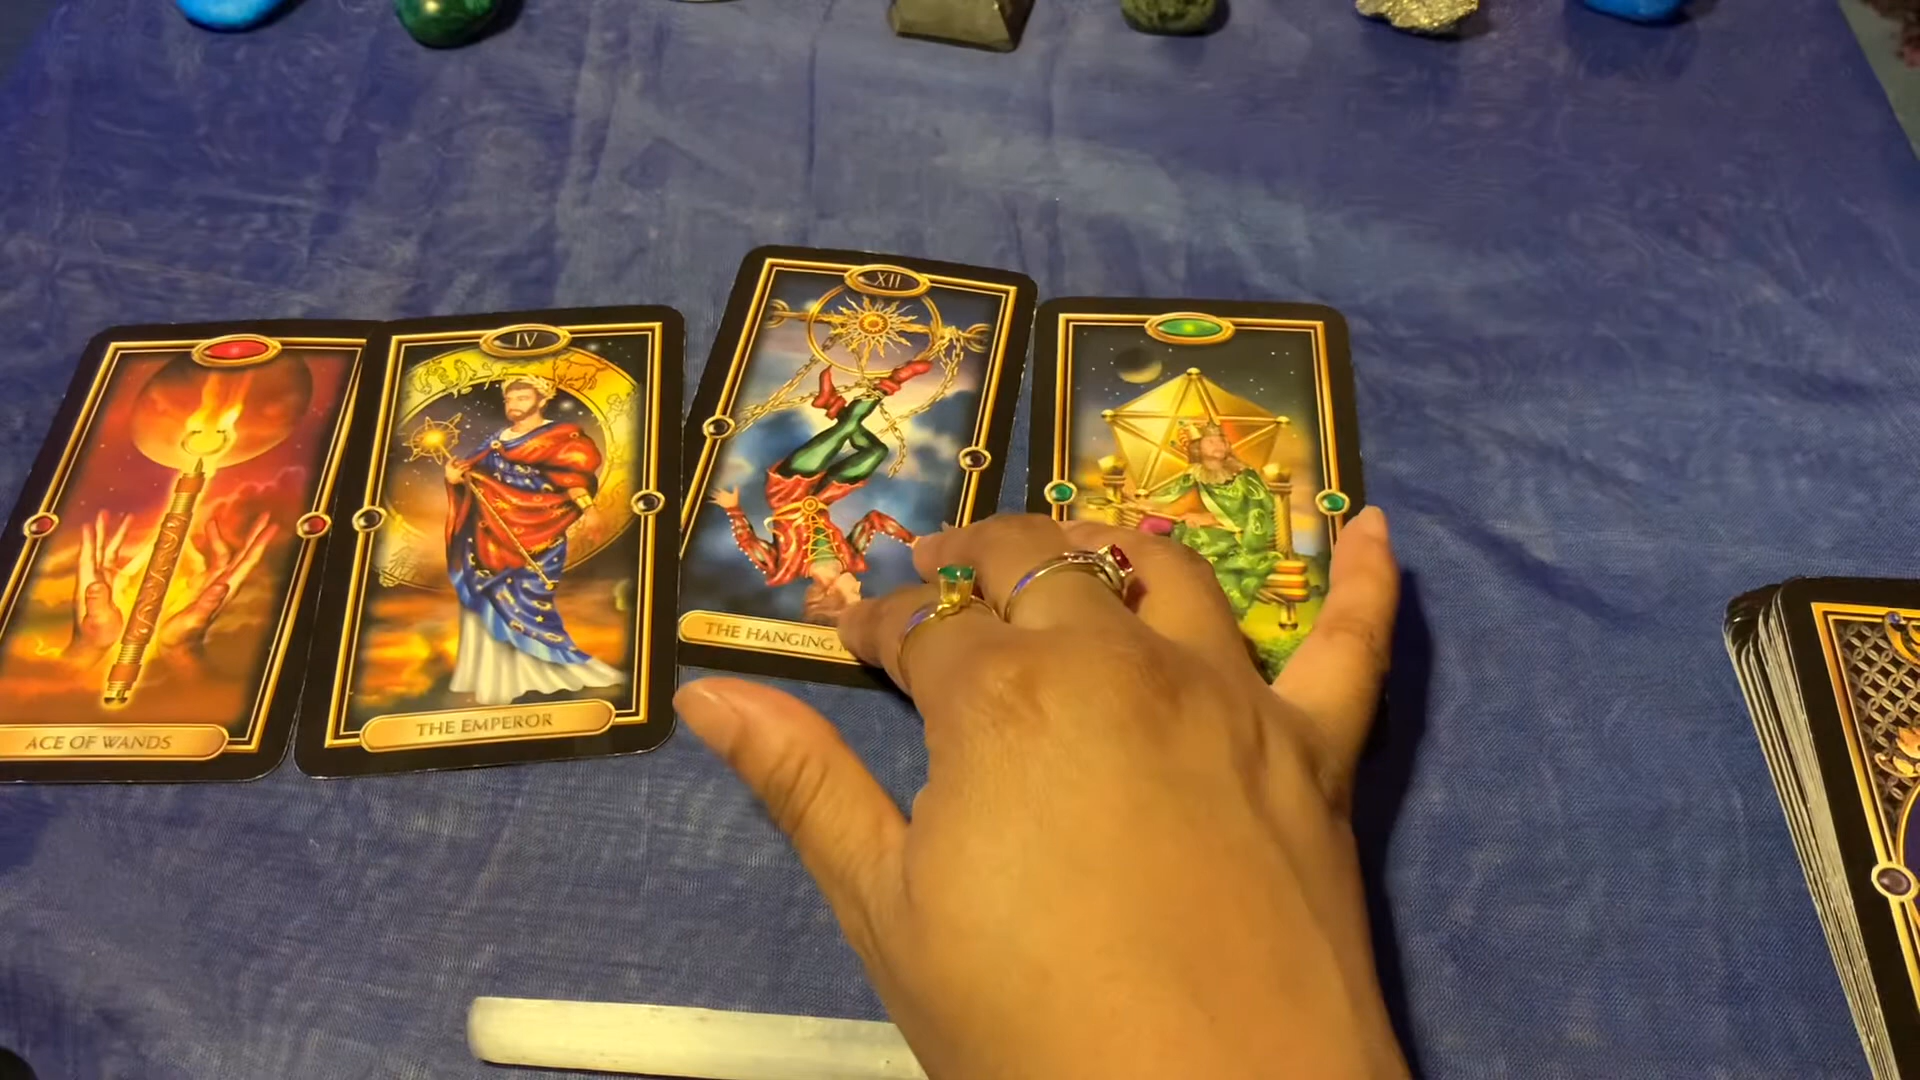 ACE OF WANDS
IV
THE EMPEROR
XII
THE HANGING